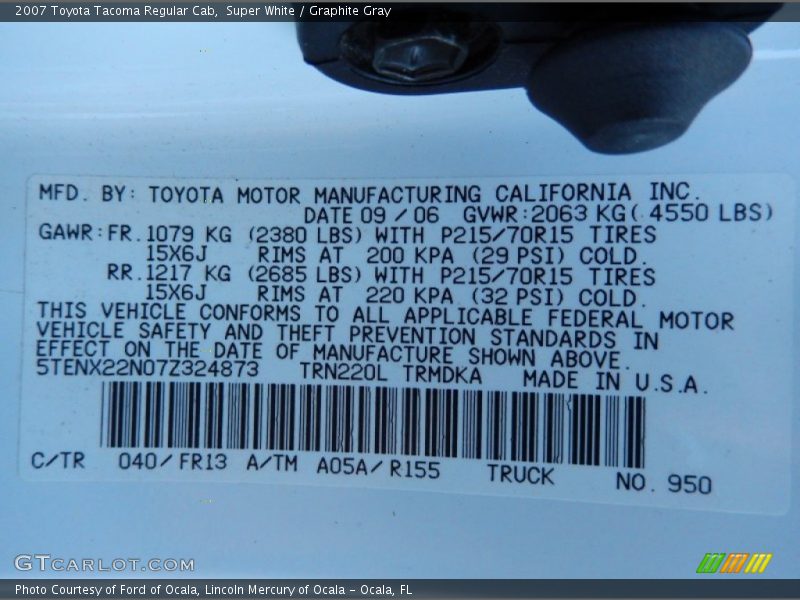 2007 Toyota Tacoma Regular Cab,  Super White / Graphite Gray
MFD. BY: TOYOTA MOTOR MANUFACTURING CALIFORNIA INC.
DATE 09 / 06 GVWR:2063 KG( 4550 LBS)
GAWR:FR.1079 KG (2380 LBS) WITH P215/70R15 TIRES
15X6J RIMS AT 200 KPA (29 PSI) COLD.
RR.1217 KG (2685 LBS) WITH P215/70R15 TIRES
15X6J RIMS AT 220 KPA (32 PSI) COLD.
THIS VEHICLE CONFORMS TO ALL APPLICABLE FEDERAL MOTOR
VEHICLE SAFETY AND THEFT PREVENTION STANDARDS IN
EFFECT ON THE DATE OF MANUFACTURE SHOWN ABOVE.
5TENX22N07Z324873 TRN220L TRMDKA MADE IN U.S.A.
C/TR 040/FR13 A/TM A05A/R155 TRUCK NO. 950
GTCARLOT.COM
Photo Courtesy of Ford of Ocala, Lincoln Mercury of Ocala - Ocala, FL